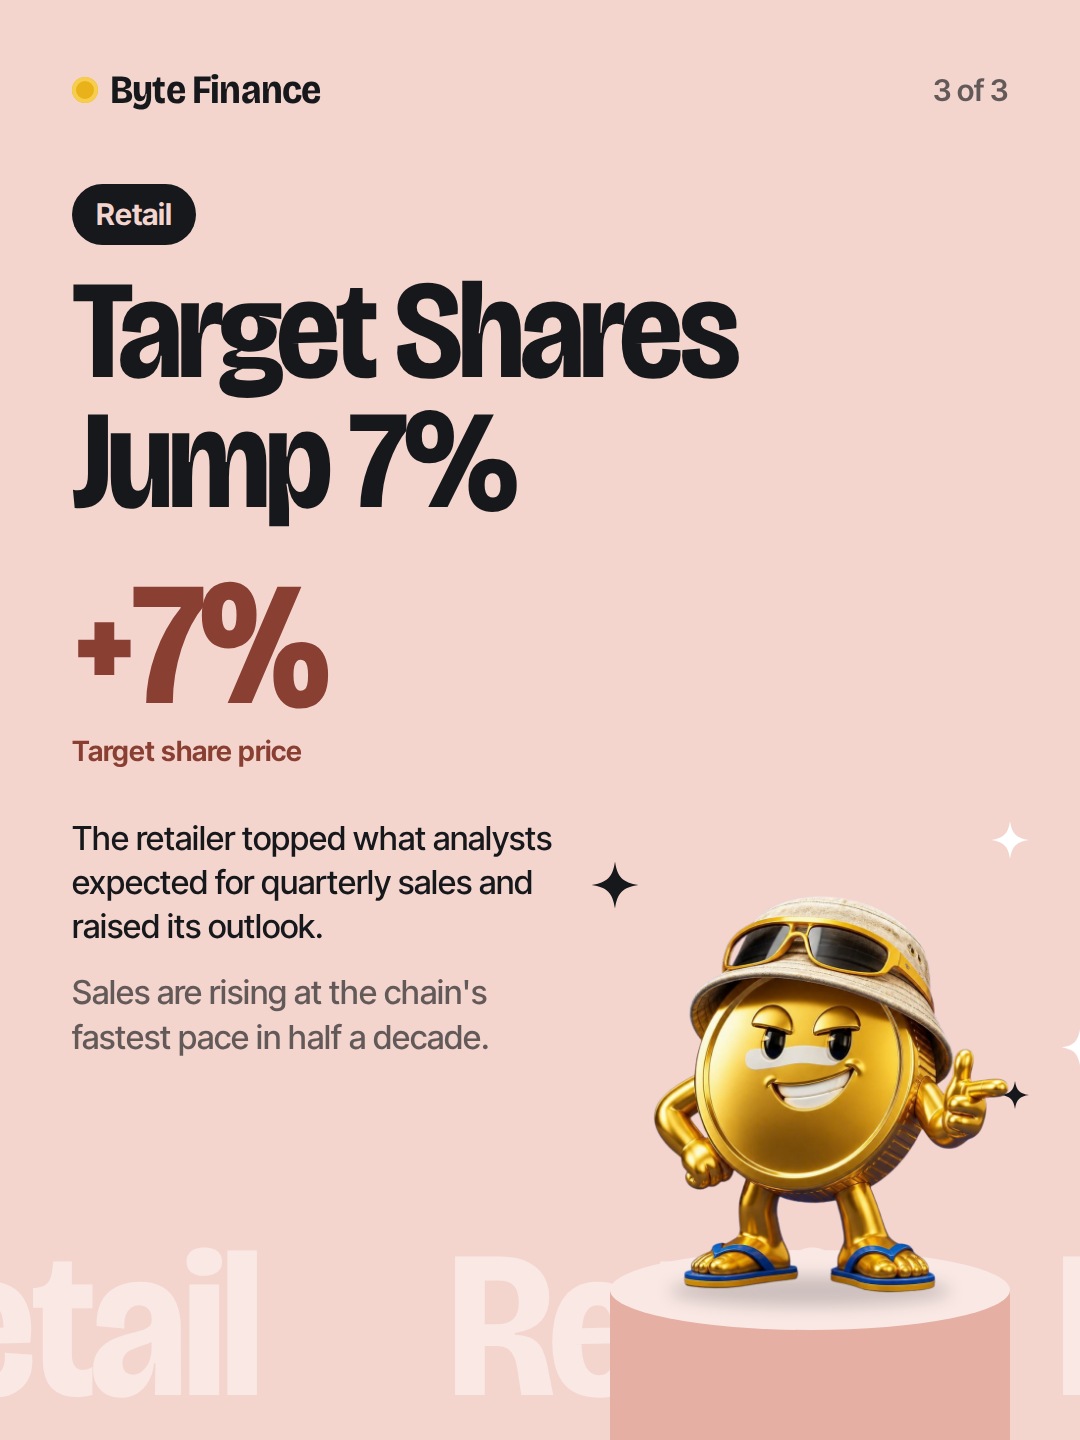 Byte Finance
3 of 3
Retail
Target Shares
Jump 7%
+7%
Target share price
The retailer topped what analysts
expected for quarterly sales and
raised its outlook.
Sales are rising at the chain's
fastest pace in half a decade.
etail Re